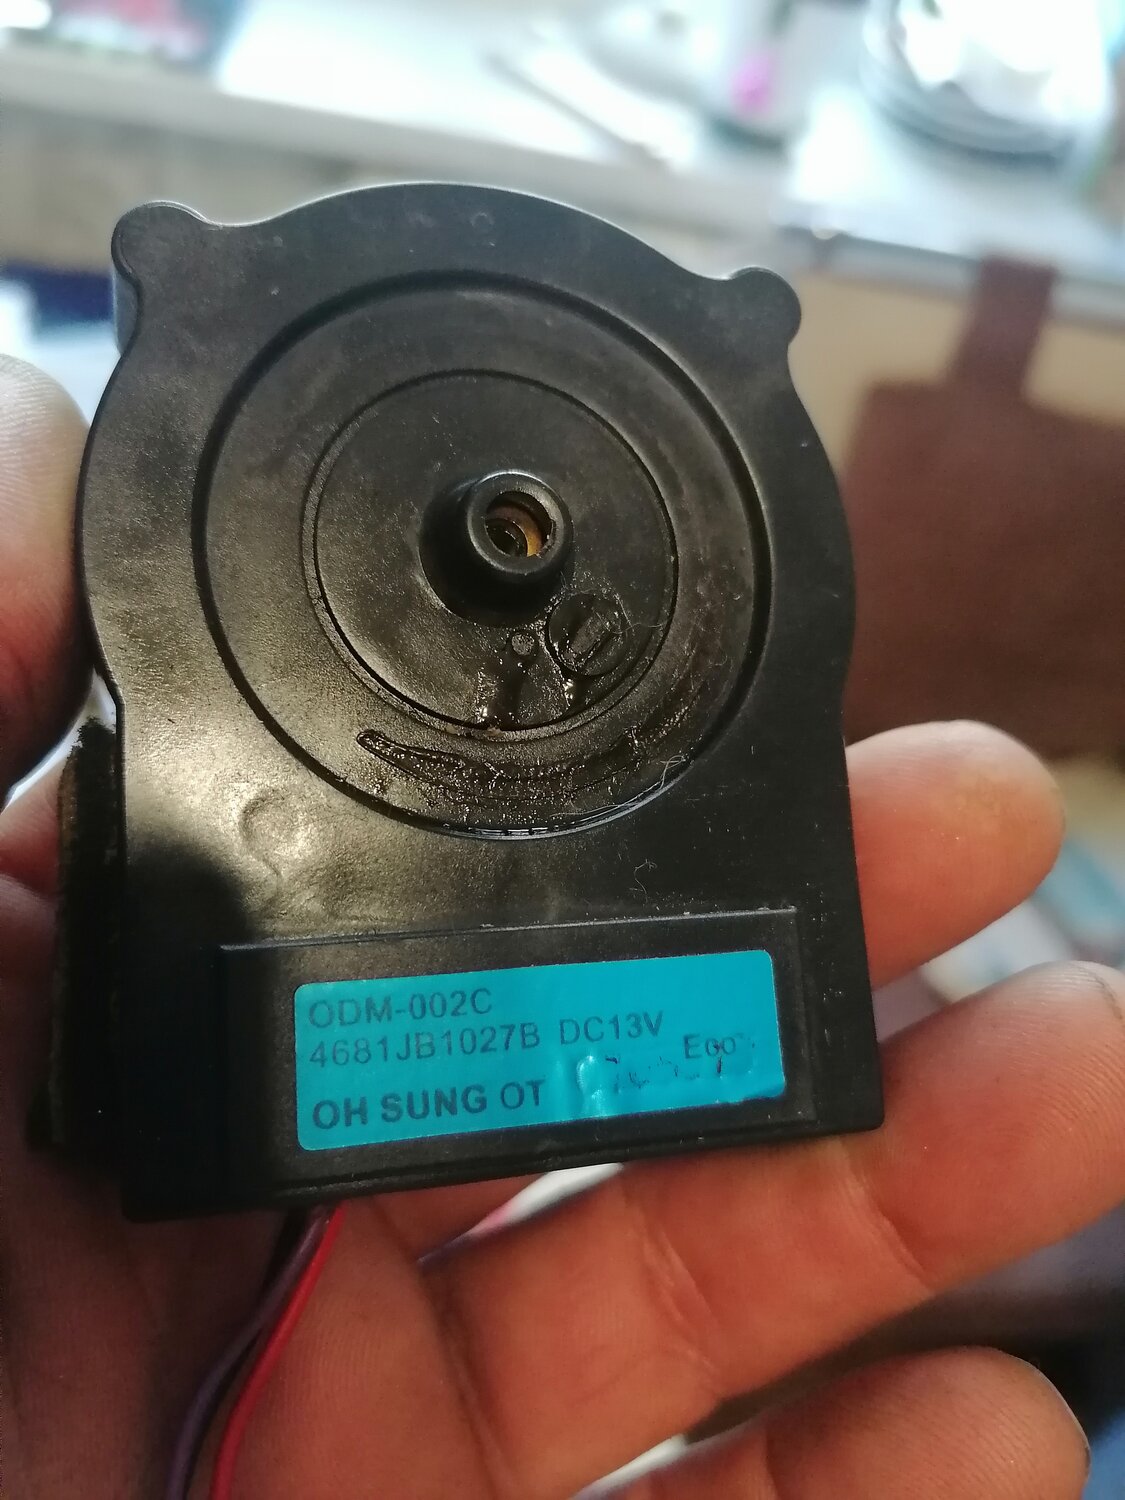 ODM-002C
4681JB1027B DC13V
OH SUNG OT